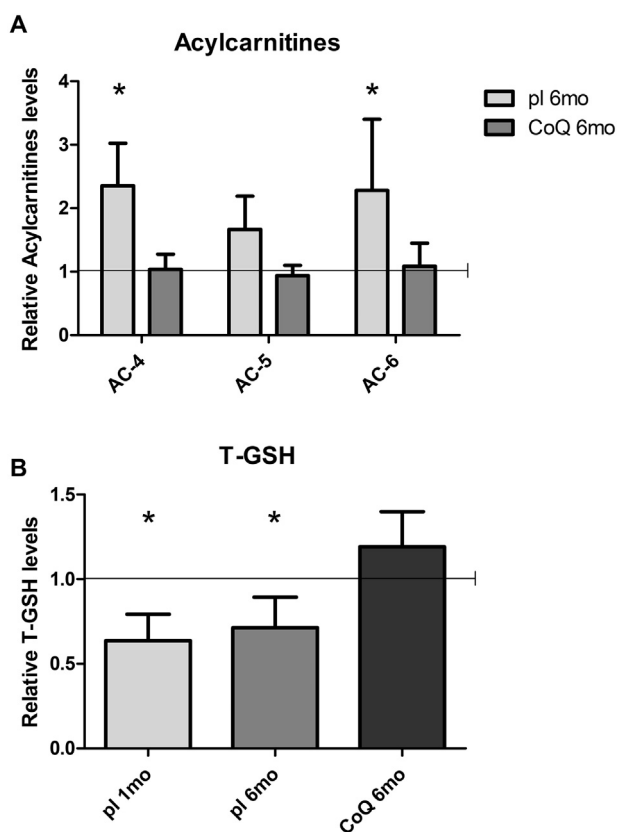 A
Acylcarnitines
Relative Acylcarnitines levels
4
3
2
1
0
*
*
pl 6mo
CoQ 6mo
AC-4
AC-5
AC-6
B
T-GSH
Relative T-GSH levels
1.5
1.0
0.5
0.0
*
*
pl 1mo
pl 6mo
CoQ 6mo